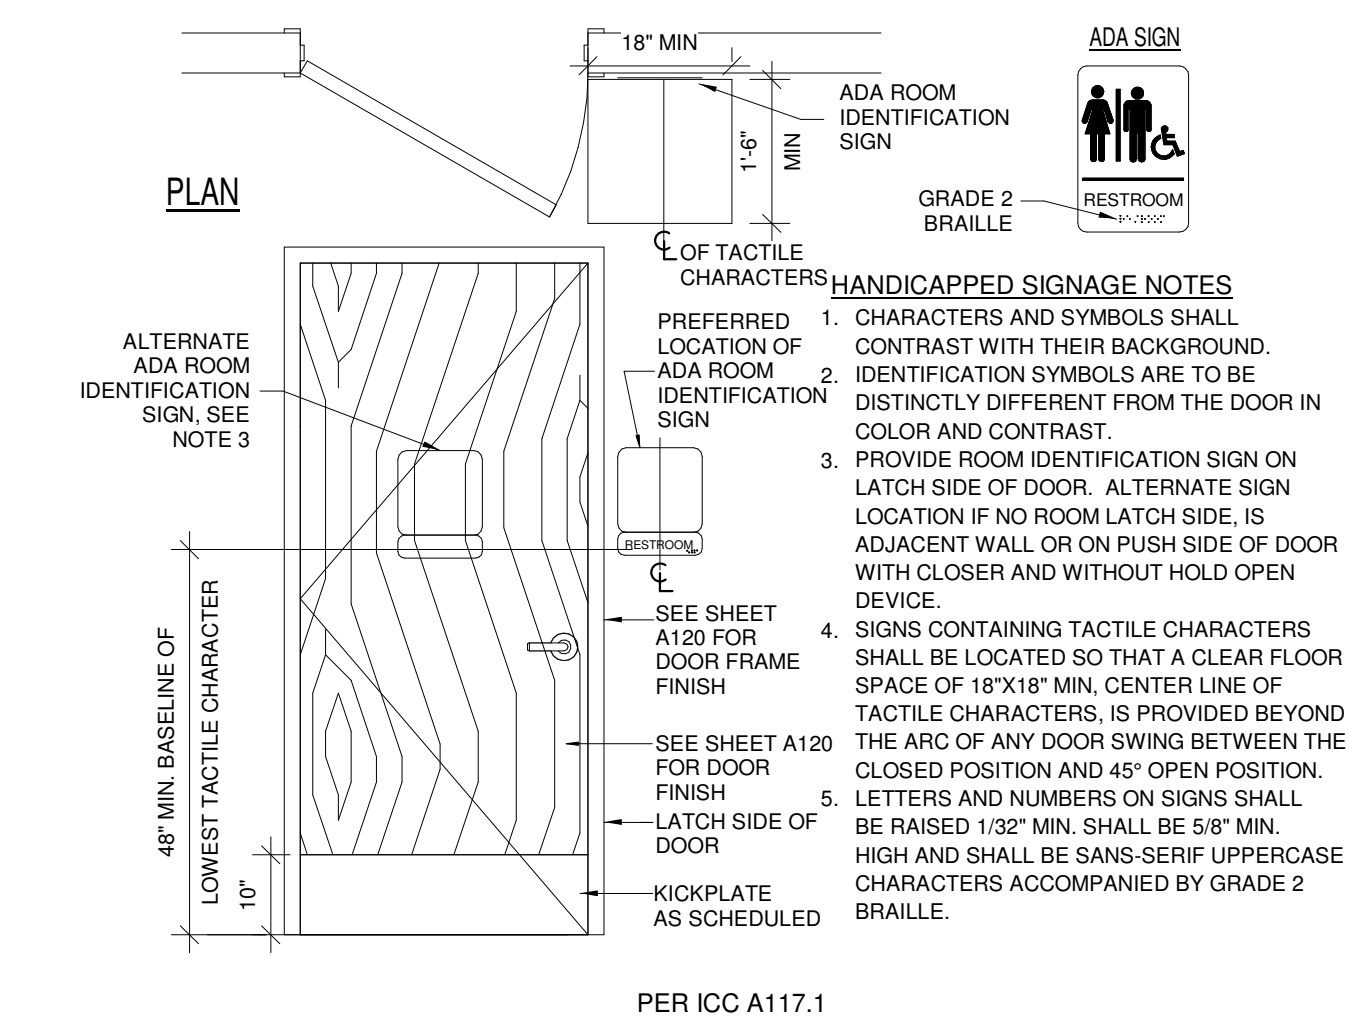 18" MIN
ADA SIGN
ADA ROOM
IDENTIFICATION
SIGN
1'-6"
MIN
PLAN
GRADE 2
BRAILLE
RESTROOM
℄ OF TACTILE
CHARACTERS
HANDICAPPED SIGNAGE NOTES
1. CHARACTERS AND SYMBOLS SHALL
CONTRAST WITH THEIR BACKGROUND.
2. IDENTIFICATION SYMBOLS ARE TO BE
DISTINCTLY DIFFERENT FROM THE DOOR IN
COLOR AND CONTRAST.
3. PROVIDE ROOM IDENTIFICATION SIGN ON
LATCH SIDE OF DOOR. ALTERNATE SIGN
LOCATION IF NO ROOM LATCH SIDE, IS
ADJACENT WALL OR ON PUSH SIDE OF DOOR
WITH CLOSER AND WITHOUT HOLD OPEN
DEVICE.
4. SIGNS CONTAINING TACTILE CHARACTERS
SHALL BE LOCATED SO THAT A CLEAR FLOOR
SPACE OF 18"X18" MIN, CENTER LINE OF
TACTILE CHARACTERS, IS PROVIDED BEYOND
THE ARC OF ANY DOOR SWING BETWEEN THE
CLOSED POSITION AND 45° OPEN POSITION.
5. LETTERS AND NUMBERS ON SIGNS SHALL
BE RAISED 1/32" MIN. SHALL BE 5/8" MIN.
HIGH AND SHALL BE SANS-SERIF UPPERCASE
CHARACTERS ACCOMPANIED BY GRADE 2
BRAILLE.
ALTERNATE
ADA ROOM
IDENTIFICATION
SIGN, SEE
NOTE 3
PREFERRED
LOCATION OF
ADA ROOM
IDENTIFICATION
SIGN
RESTROOM
℄
SEE SHEET
A120 FOR
DOOR FRAME
FINISH
SEE SHEET A120
FOR DOOR
FINISH
LATCH SIDE OF
DOOR
KICKPLATE
AS SCHEDULED
48" MIN. BASELINE OF
LOWEST TACTILE CHARACTER
10"
PER ICC A117.1